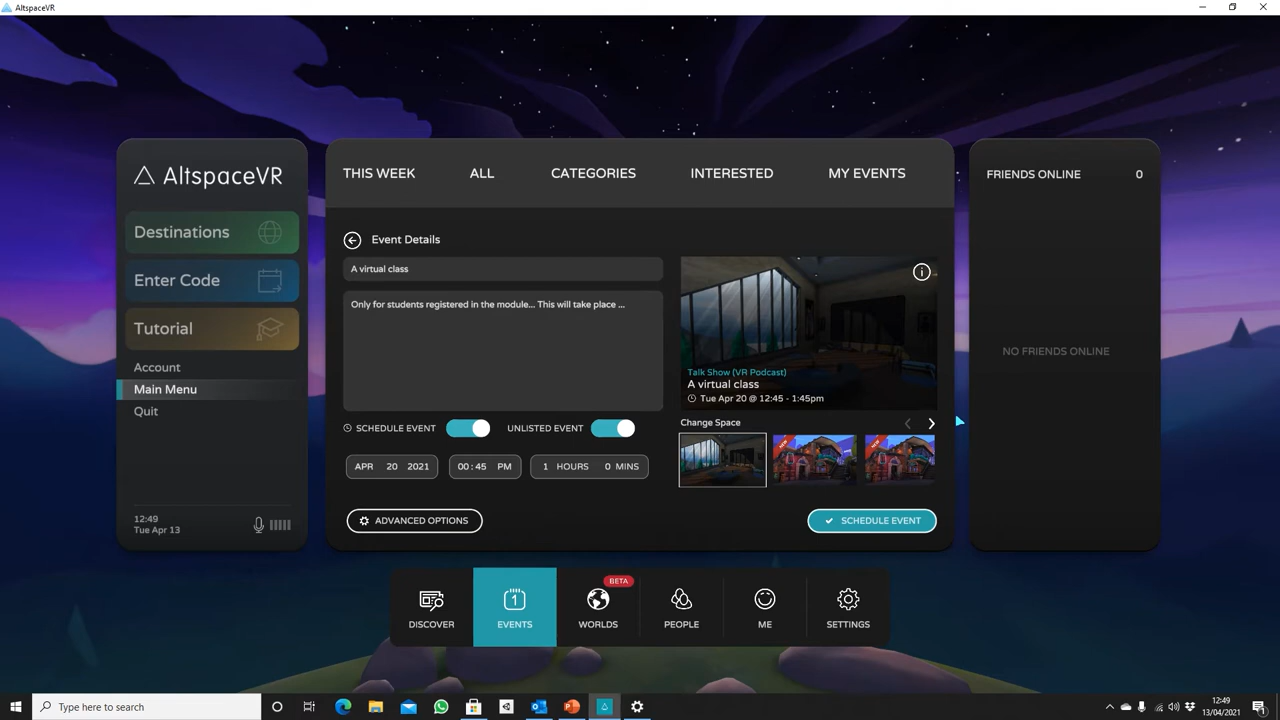 AltspaceVR
AltspaceVR
Destinations
Enter Code
Tutorial
Account
Main Menu
Quit
12:49
Tue Apr 13
THIS WEEK
ALL
CATEGORIES
INTERESTED
MY EVENTS
Event Details
A virtual class
Only for students registered in the module... This will take place ...
SCHEDULE EVENT
UNLISTED EVENT
APR 20 2021
00 : 45 PM
1 HOURS 0 MINS
ADVANCED OPTIONS
Talk Show (VR Podcast)
A virtual class
Tue Apr 20 @ 12:45 - 1:45pm
Change Space
NEW
NEW
SCHEDULE EVENT
FRIENDS ONLINE 0
NO FRIENDS ONLINE
DISCOVER
1
EVENTS
BETA
WORLDS
PEOPLE
ME
SETTINGS
Type here to search
12:49
13/04/2021
1